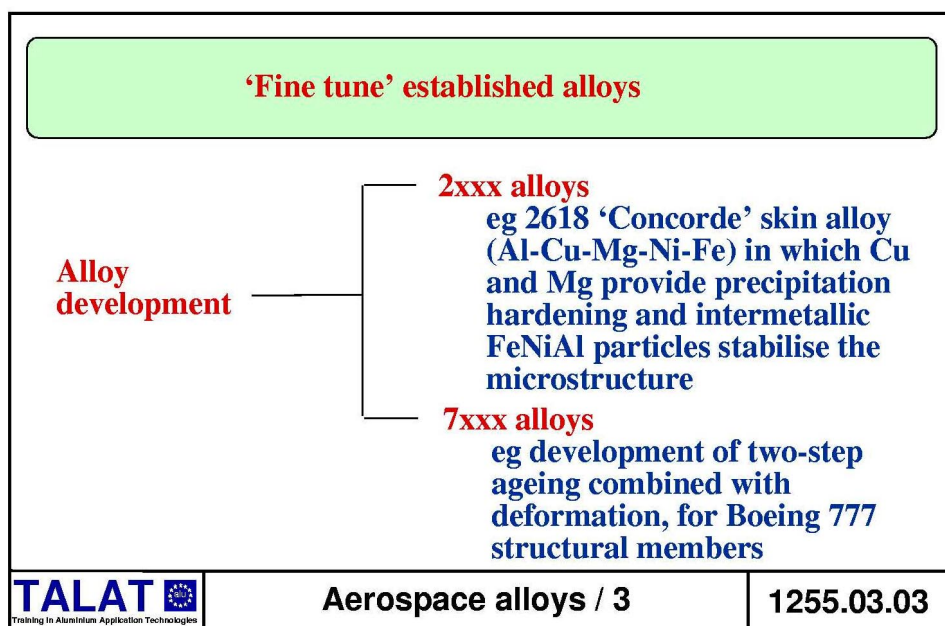 ‘Fine tune’ established alloys
Alloy
development
2xxx alloys
eg 2618 ‘Concorde’ skin alloy
(Al-Cu-Mg-Ni-Fe) in which Cu
and Mg provide precipitation
hardening and intermetallic
FeNiAl particles stabilise the
microstructure
7xxx alloys
eg development of two-step
ageing combined with
deformation, for Boeing 777
structural members
TALAT
alu
Training in Aluminium Application Technologies
Aerospace alloys / 3
1255.03.03